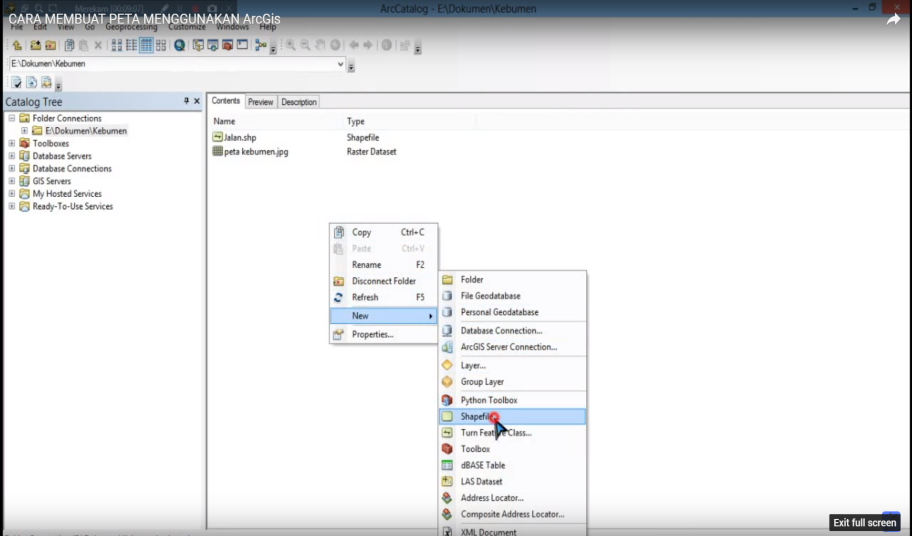 CARA MEMBUAT PETA MENGGUNAKAN ArcGis
Merekam [00:09:07]
ArcCatalog - E:\Dokumen\Kebumen
File Edit View Go Geoprocessing Customize Windows Help
E:\Dokumen\Kebumen
Catalog Tree
Folder Connections
E:\Dokumen\Kebumen
Toolboxes
Database Servers
Database Connections
GIS Servers
My Hosted Services
Ready-To-Use Services
Contents Preview Description
Name Type
Jalan.shp Shapefile
peta kebumen.jpg Raster Dataset
Copy Ctrl+C
Paste Ctrl+V
Rename F2
Disconnect Folder
Refresh F5
New
Properties...
Folder
File Geodatabase
Personal Geodatabase
Database Connection...
ArcGIS Server Connection...
Layer...
Group Layer
Python Toolbox
Turn Feature Class...
Toolbox
dBASE Table
LAS Dataset
Address Locator...
Composite Address Locator...
XML Document
Exit full screen